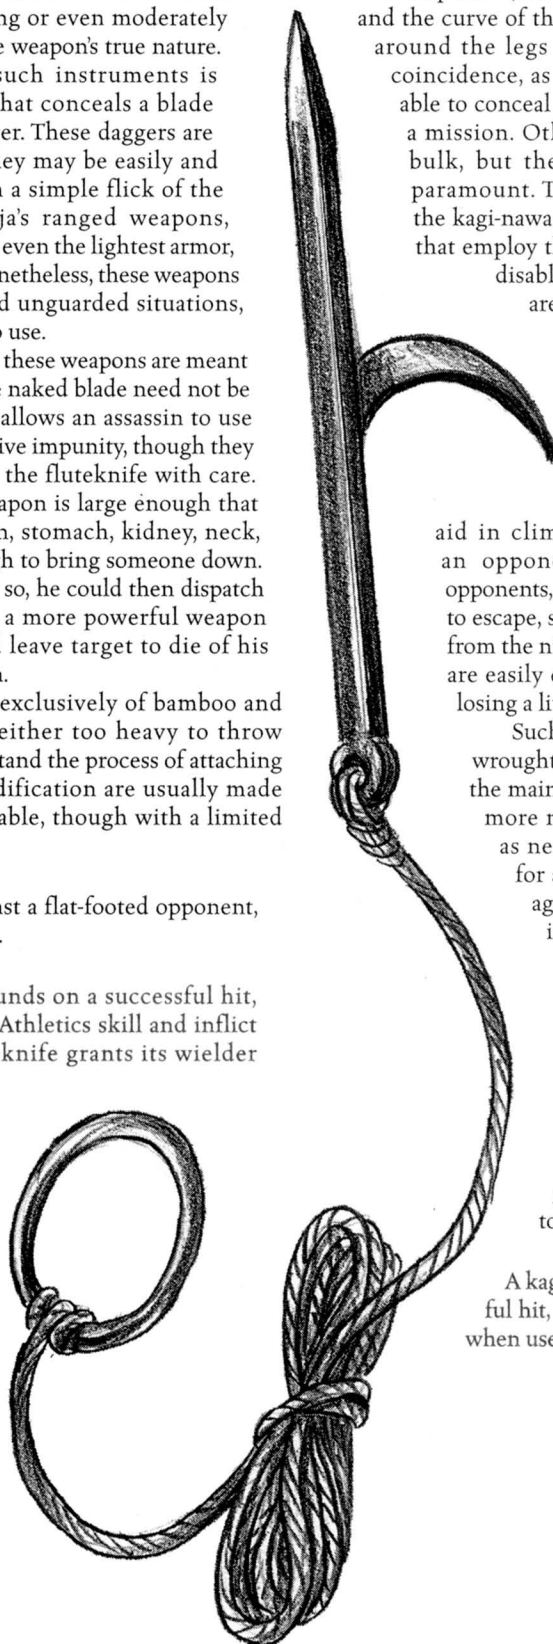 ng or even moderately
e weapon's true nature.
such instruments is
hat conceals a blade
er. These daggers are
ey may be easily and
n a simple flick of the
ja's ranged weapons,
even the lightest armor,
netheless, these weapons
d unguarded situations,
o use.
these weapons are meant
e naked blade need not be
allows an assassin to use
ive impunity, though they
the fluteknife with care.
eapon is large enough that
n, stomach, kidney, neck,
h to bring someone down.
so, he could then dispatch
a more powerful weapon
leave target to die of his
n.
exclusively of bamboo and
either too heavy to throw
tand the process of attaching
dification are usually made
able, though with a limited
ast a flat-footed opponent,
unds on a successful hit,
Athletics skill and inflict
knife grants its wielder
and the curve of th
around the legs
coincidence, as
able to conceal
a mission. Oth
bulk, but the
paramount. T
the kagi-nawa
that employ t
disabl
are
aid in clim
an oppone
opponents,
to escape, s
from the n
are easily
losing a li
Such
wrought
the main
more r
as ne
for
ag
i
to
A kag
ful hit,
when use